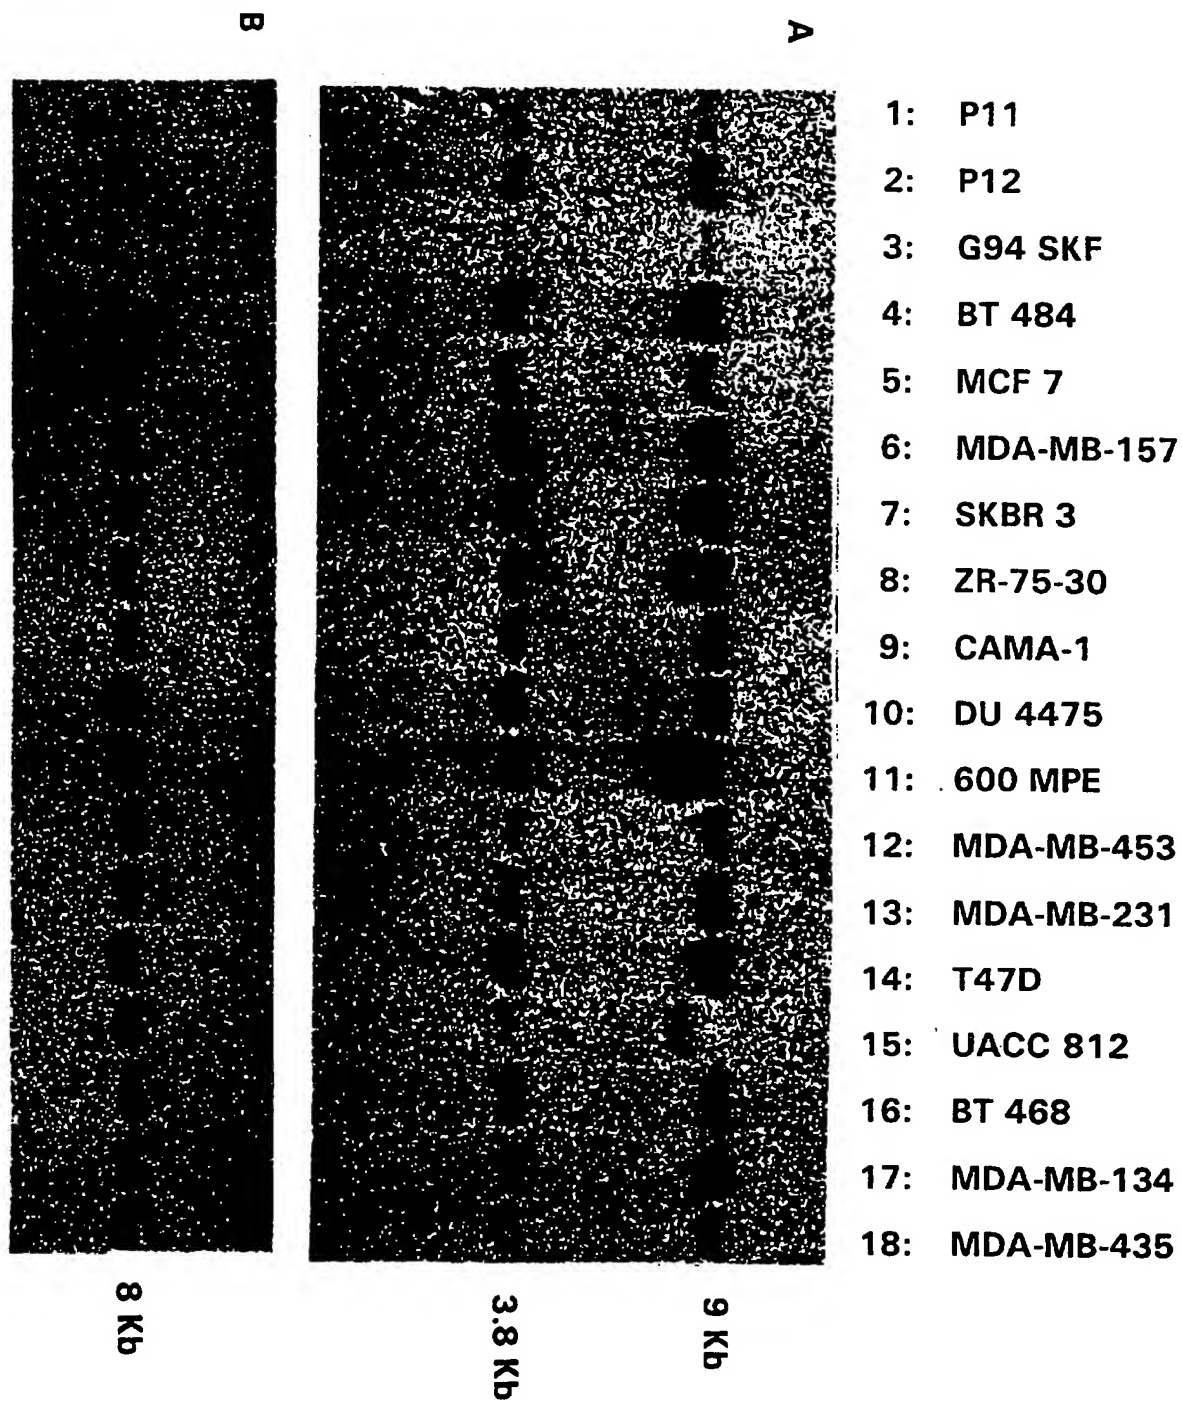 B
A
1: P11
2: P12
3: G94 SKF
4: BT 484
5: MCF 7
6: MDA-MB-157
7: SKBR 3
8: ZR-75-30
9: CAMA-1
10: DU 4475
11: 600 MPE
12: MDA-MB-453
13: MDA-MB-231
14: T47D
15: UACC 812
16: BT 468
17: MDA-MB-134
18: MDA-MB-435
8 Kb
3.8 Kb
9 Kb